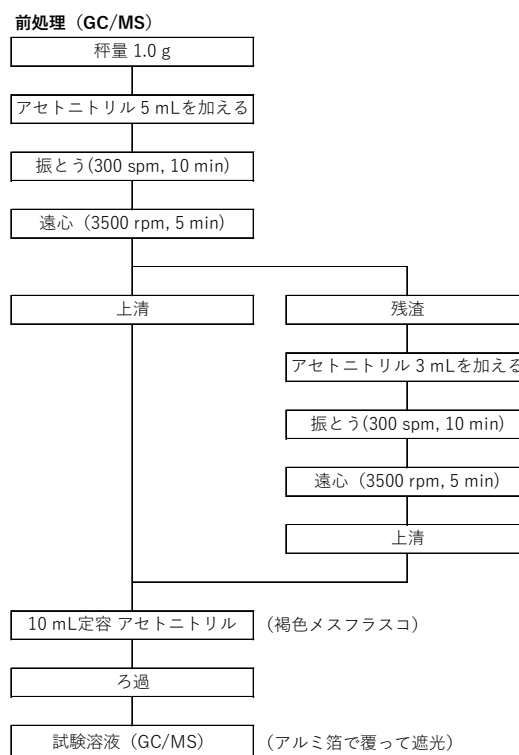 前処理（GC/MS）
秤量 1.0 g
アセトニトリル 5 mLを加える
振とう(300 spm, 10 min)
遠心（3500 rpm, 5 min）
上清
残渣
アセトニトリル 3 mLを加える
振とう(300 spm, 10 min)
遠心（3500 rpm, 5 min）
上清
10 mL定容 アセトニトリル
(褐色メスフラスコ）
ろ過
試験溶液（GC/MS）
(アルミ箔で覆って遮光）